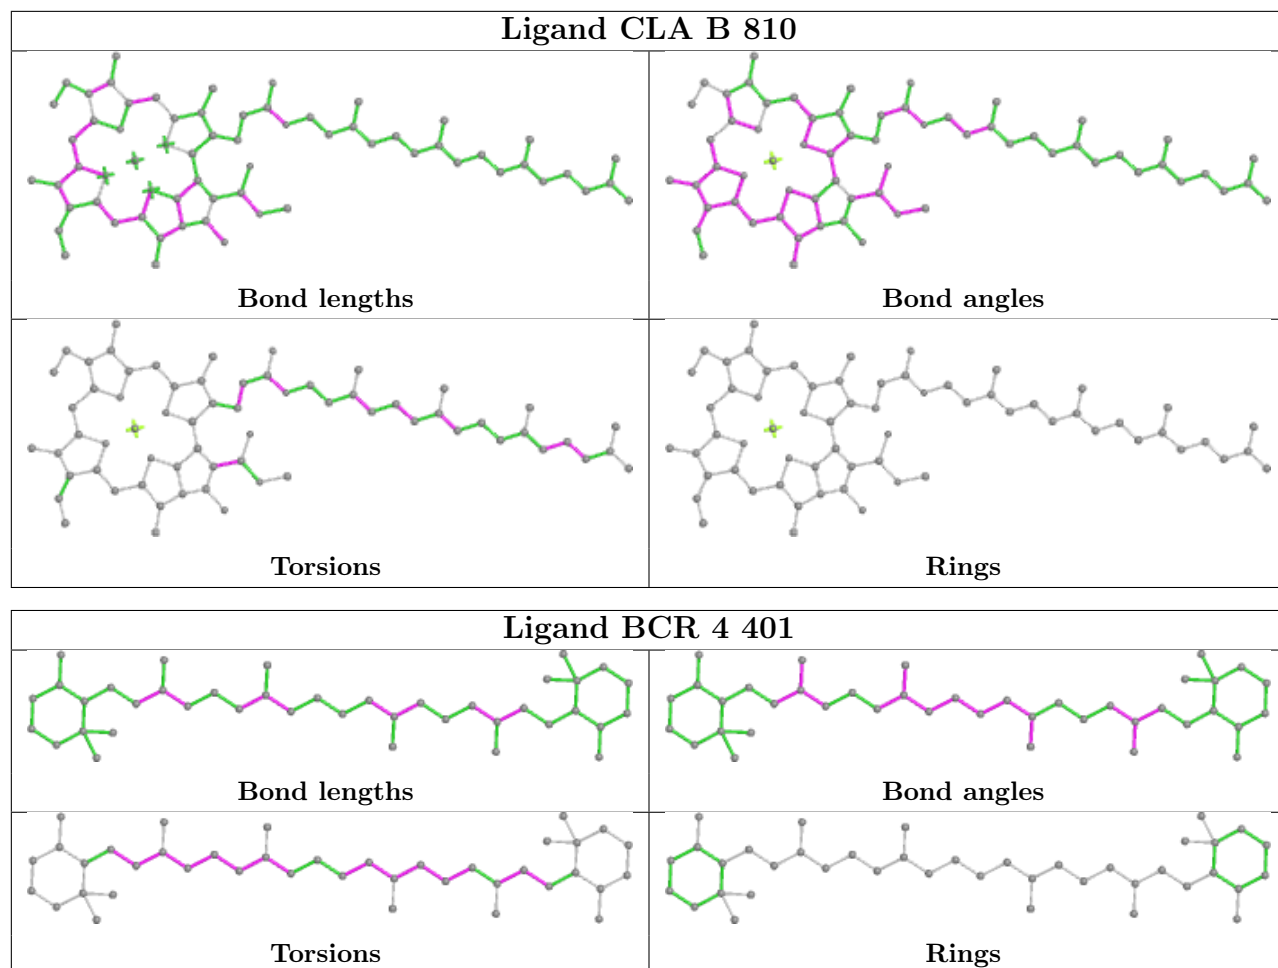 Ligand CLA B 810
Bond lengths
Bond angles
Torsions
Rings
Ligand BCR 4 401
Bond lengths
Bond angles
Torsions
Rings